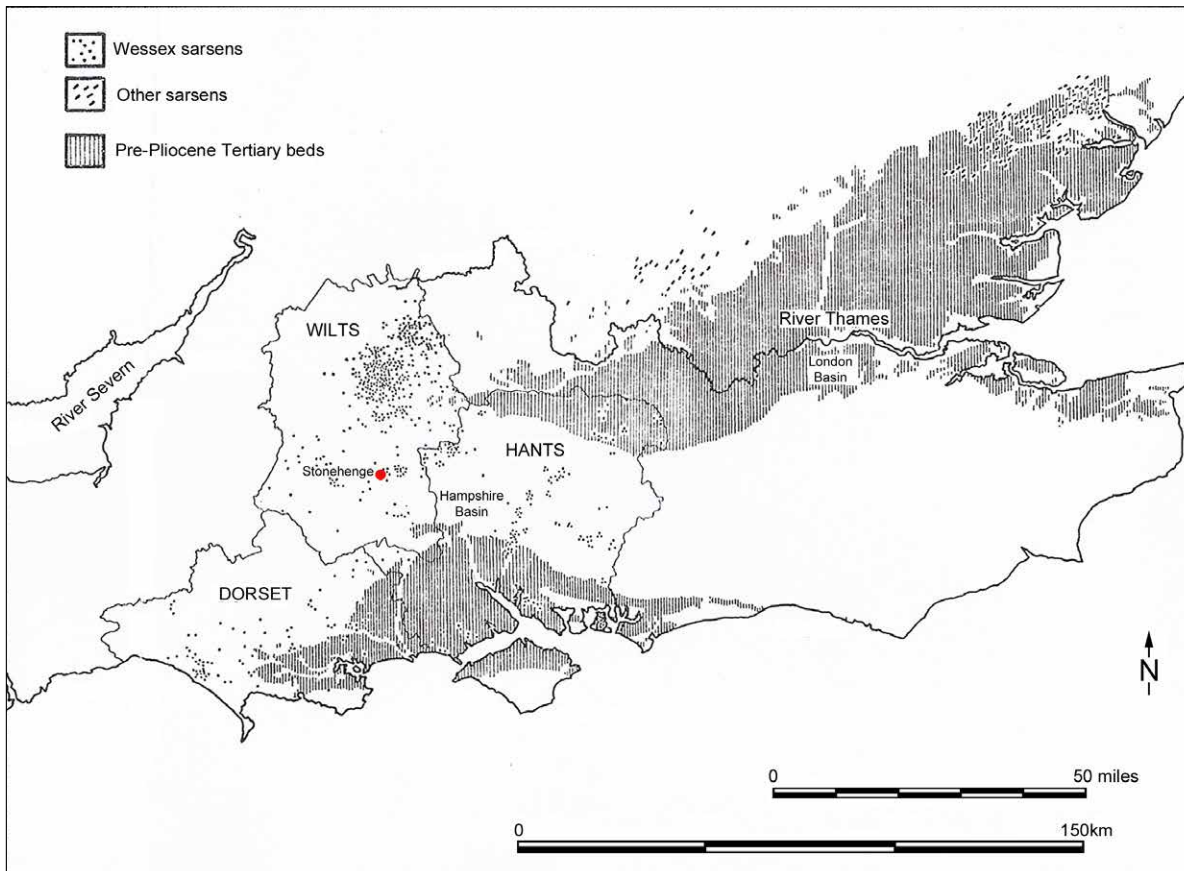 Wessex sarsens
Other sarsens
Pre-Pliocene Tertiary beds
River Severn
WILTS
River Thames
London
Basin
Stonehenge
HANTS
Hampshire
Basin
DORSET
N
0
50 miles
0
150km